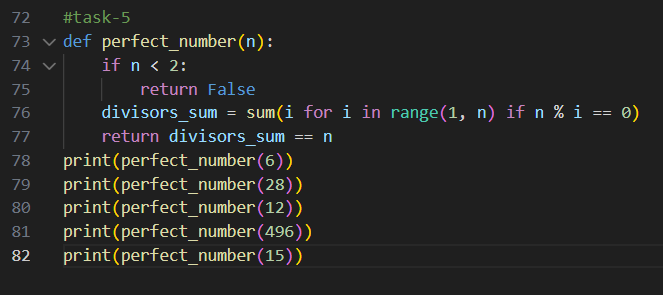 72 #task-5
73 def perfect_number(n):
74     if n < 2:
75         return False
76     divisors_sum = sum(i for i in range(1, n) if n % i == 0)
77     return divisors_sum == n
78 print(perfect_number(6))
79 print(perfect_number(28))
80 print(perfect_number(12))
81 print(perfect_number(496))
82 print(perfect_number(15))